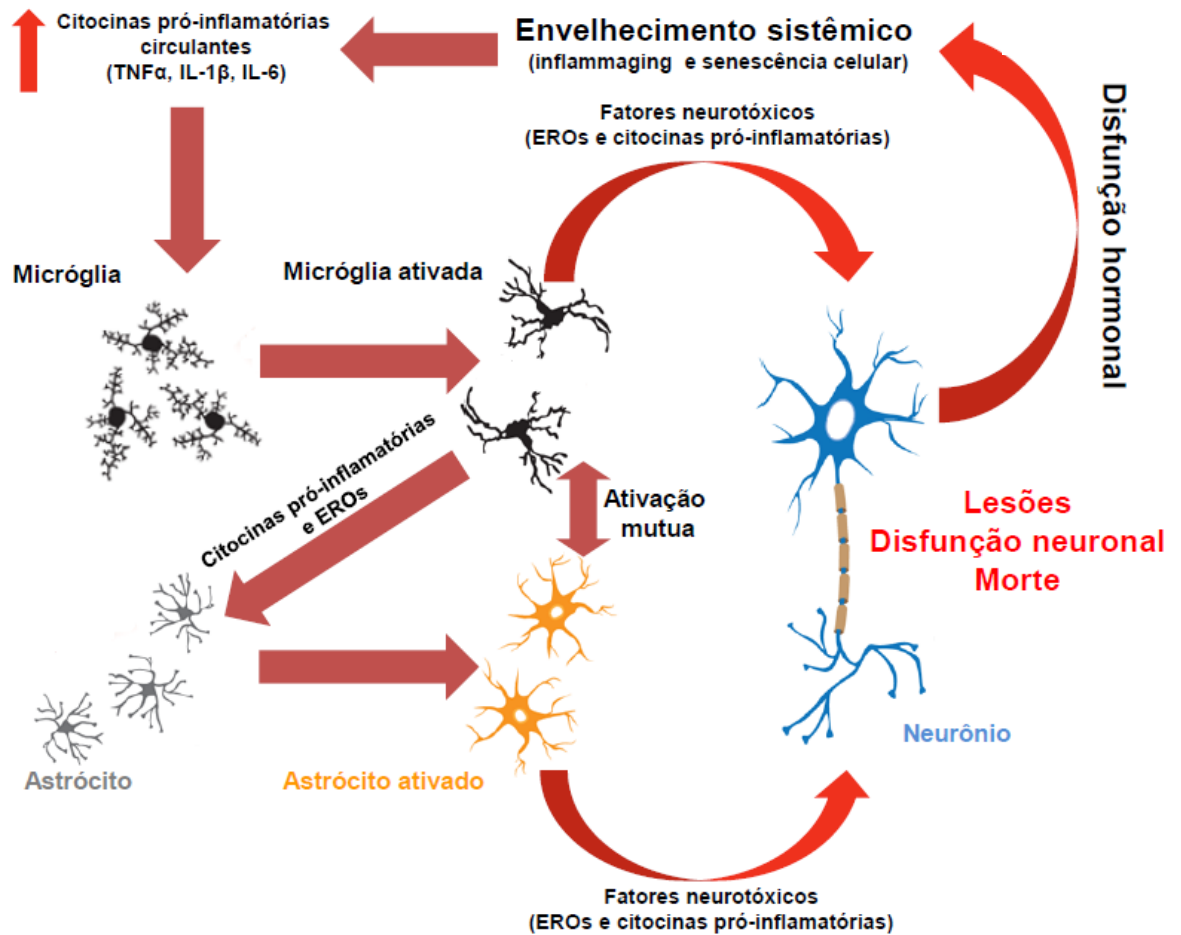 Citocinas pró-inflamatórias
circulantes
(TNFα, IL-1β, IL-6)
Envelhecimento sistêmico
(inflammaging e senescência celular)
Fatores neurotóxicos
(EROs e citocinas pró-inflamatórias)
Disfunção hormonal
Micróglia
Micróglia ativada
Citocinas pró-inflamatórias
e EROs
Ativação
mutua
Lesões
Disfunção neuronal
Morte
Neurônio
Astrócito
Astrócito ativado
Fatores neurotóxicos
(EROs e citocinas pró-inflamatórias)